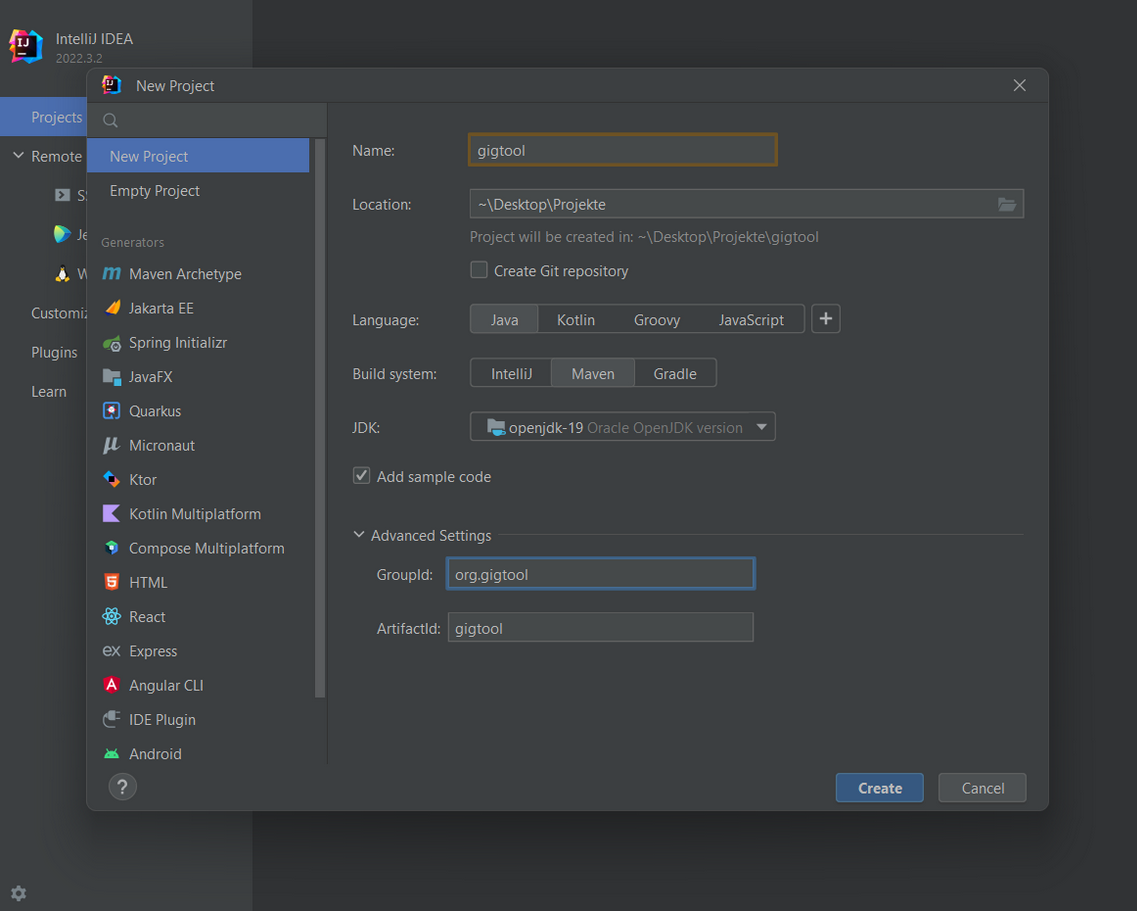 IntelliJ IDEA
2022.3.2
New Project
Projects
Remote
Customiz
Plugins
Learn
New Project
Empty Project
Generators
Maven Archetype
Jakarta EE
Spring Initializr
JavaFX
Quarkus
Micronaut
Ktor
Kotlin Multiplatform
Compose Multiplatform
HTML
React
Express
Angular CLI
IDE Plugin
Android
Name: gigtool
Location: ~\Desktop\Projekte
Project will be created in: ~\Desktop\Projekte\gigtool
Create Git repository
Language: Java Kotlin Groovy JavaScript +
Build system: IntelliJ Maven Gradle
JDK: openjdk-19 Oracle OpenJDK version
Add sample code
Advanced Settings
GroupId: org.gigtool
ArtifactId: gigtool
? Create Cancel